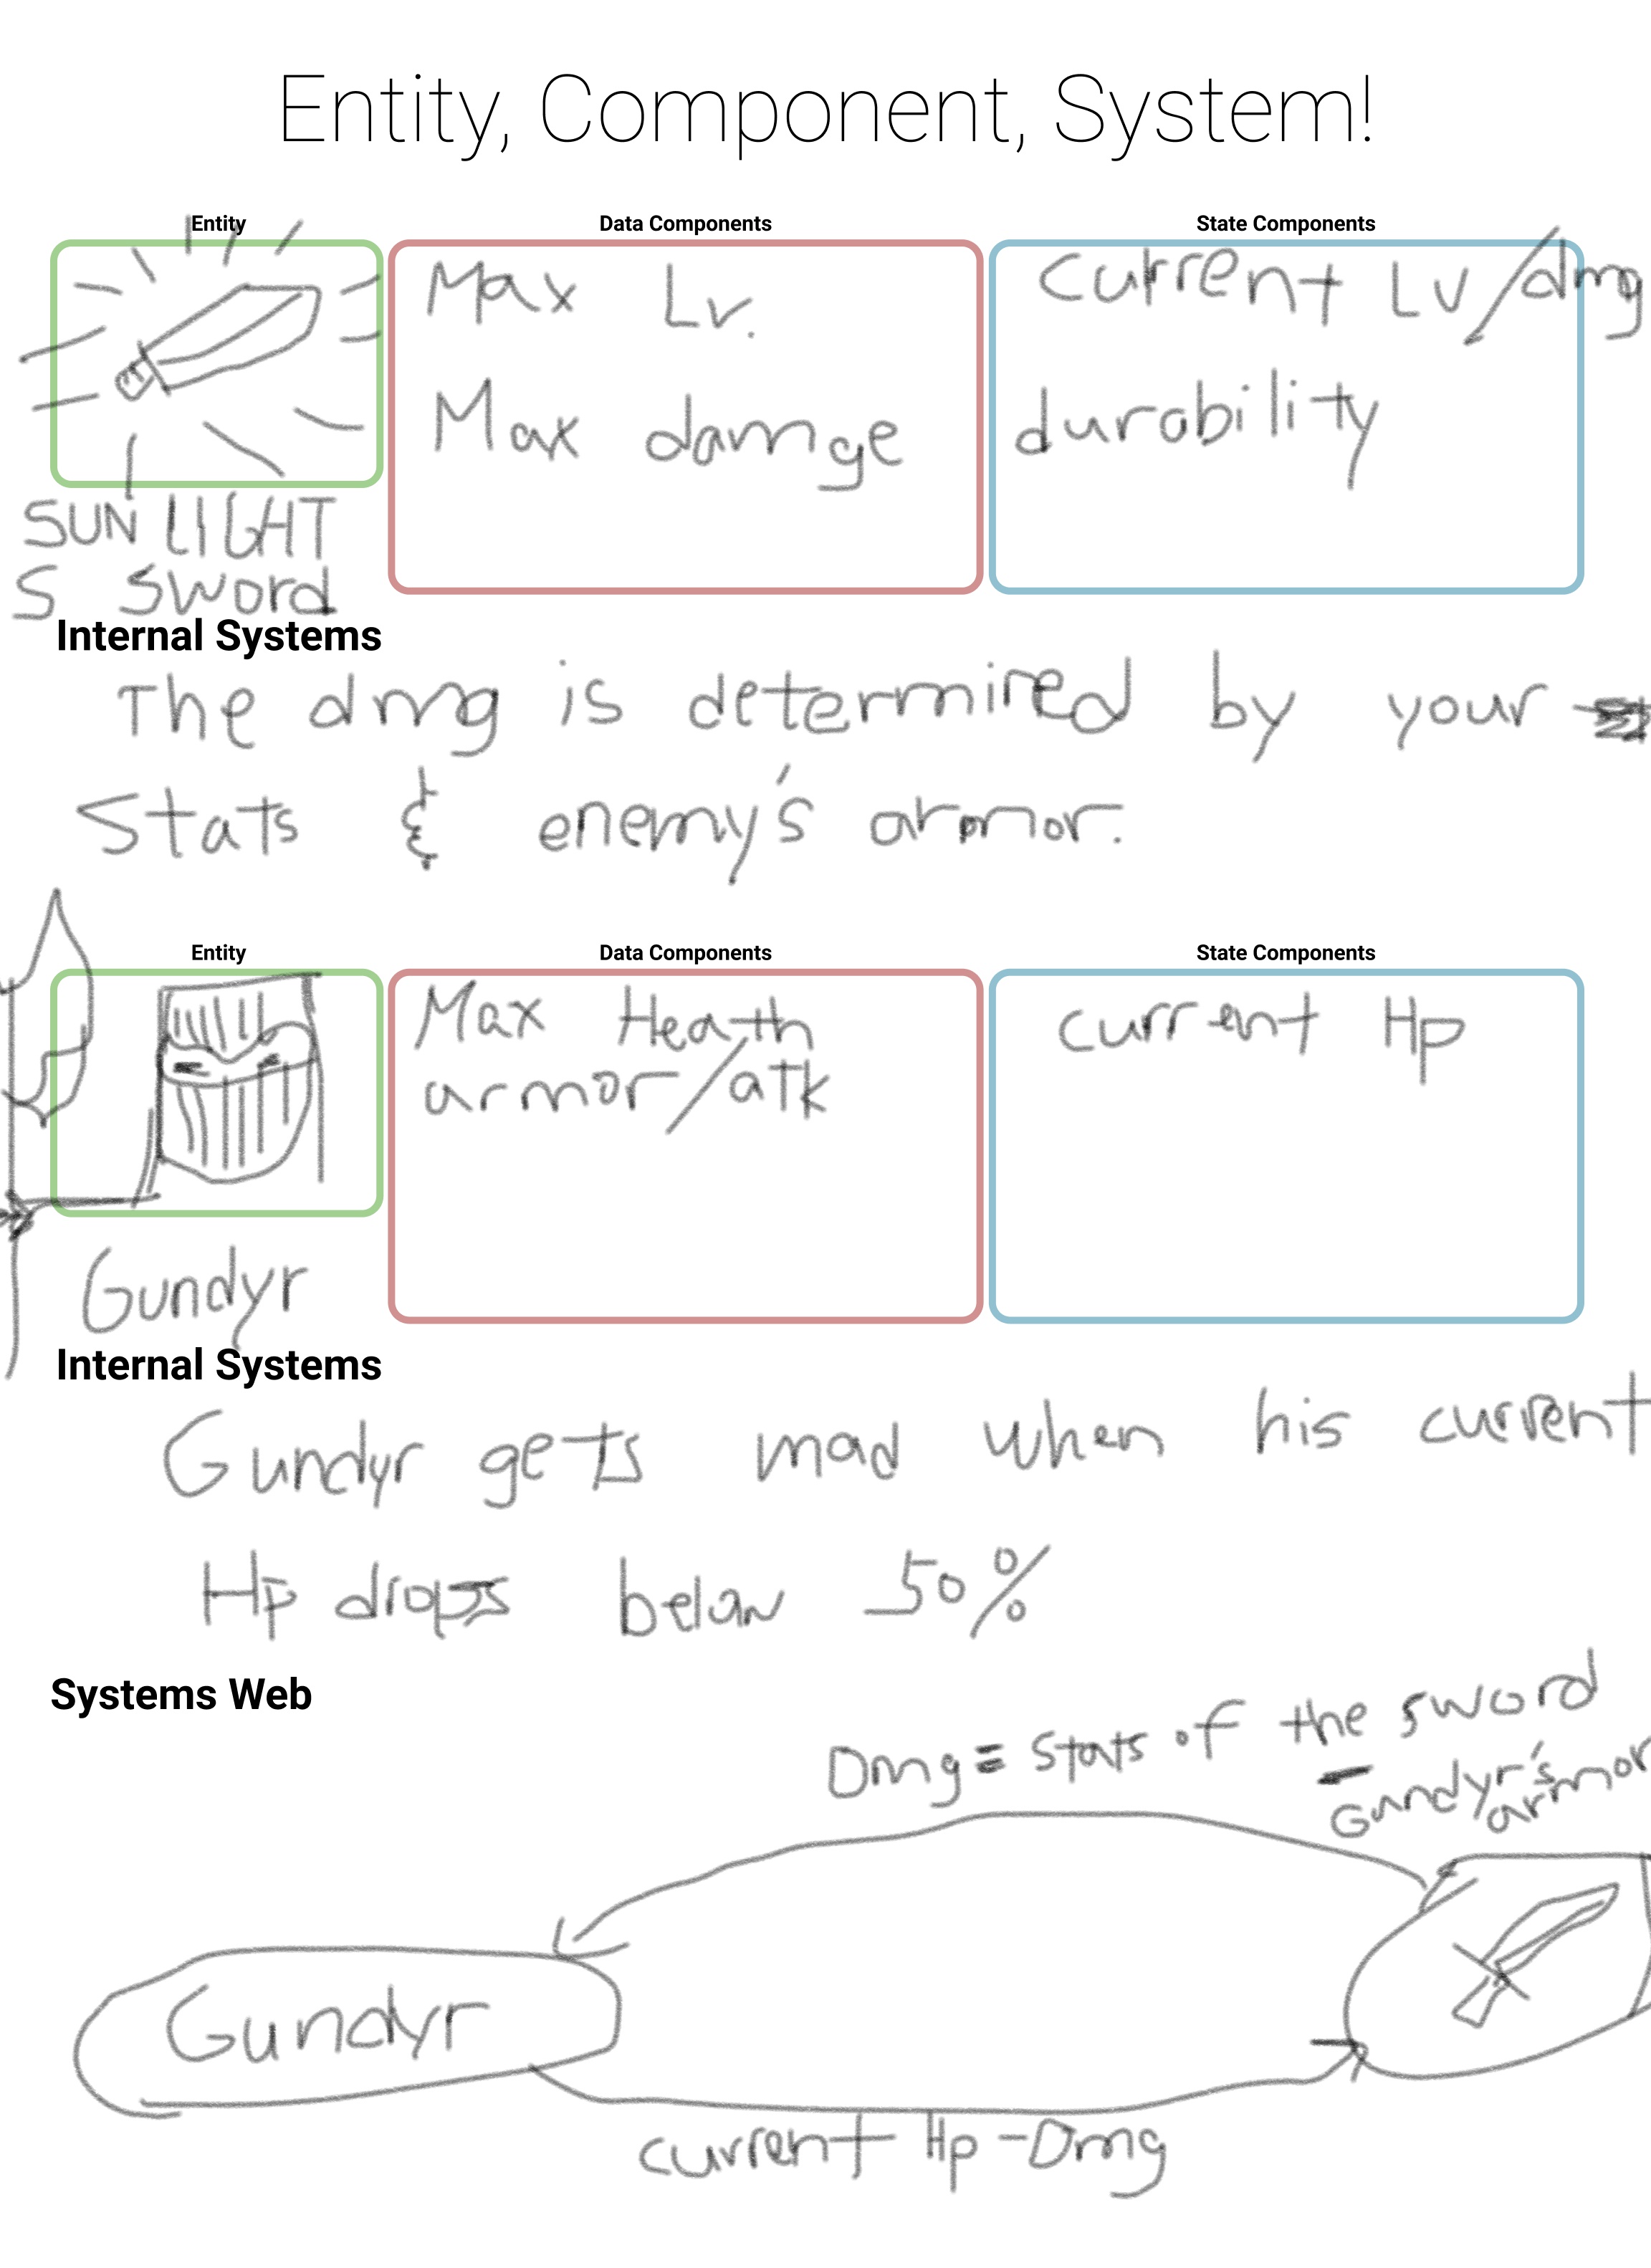 Entity, Component, System!
Entity
Data Components
State Components
Max Lv.
Max damge
current Lv/dmg
durability
SUN LIGHT
S Sword
Internal Systems
The dmg is determined by your
Stats & enemy's armor.
Entity
Data Components
State Components
Max Heath
armor/atk
current Hp
Gundyr
Internal Systems
Gundyr gets mad when his current
Hp drops below 50%
Systems Web
Dmg = Stats of the sword
- Gundyr's
armor
Gundyr
current Hp - Dmg